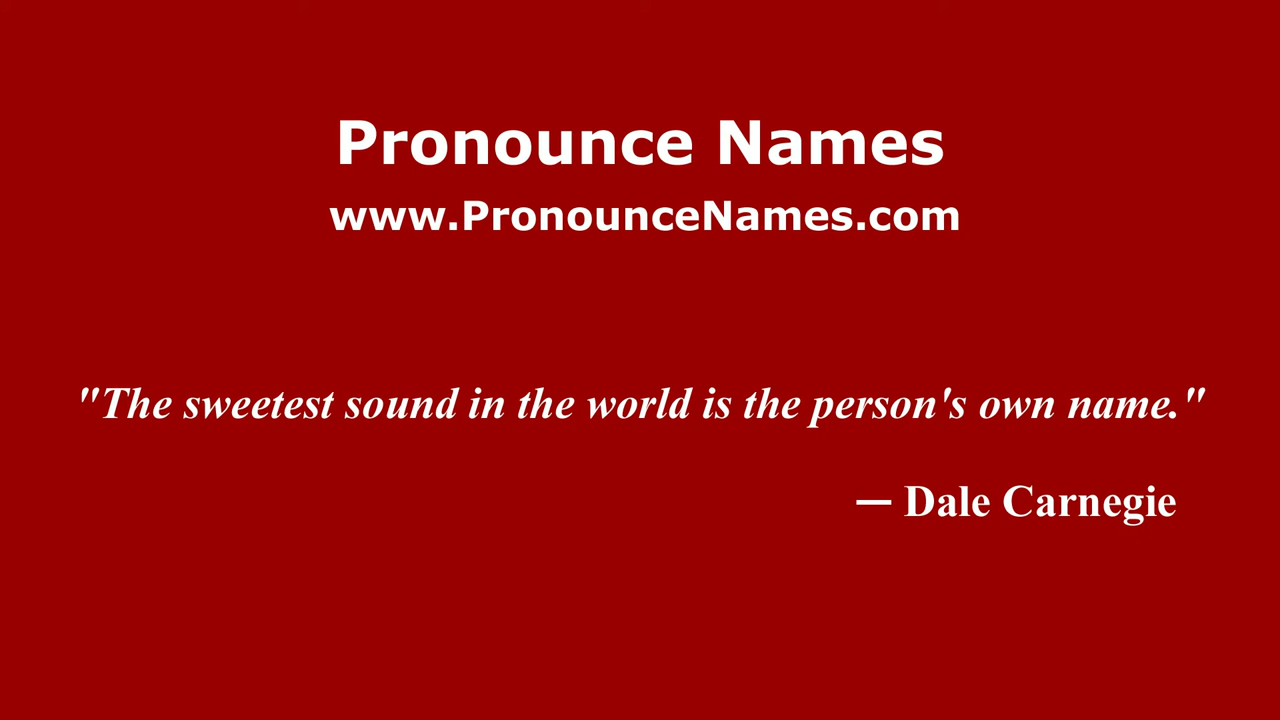 Pronounce Names
www.PronounceNames.com
"The sweetest sound in the world is the person's own name."
— Dale Carnegie